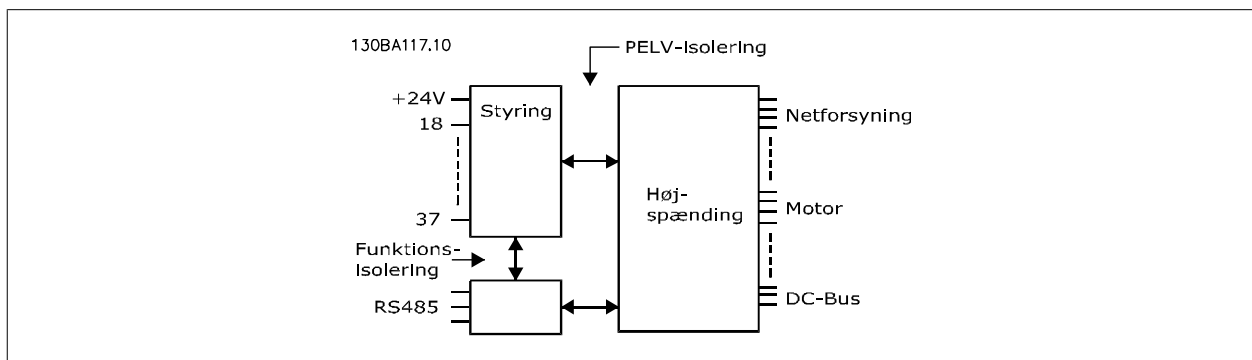 130BA117.10
PELV-isolering
+24V
18
37
Styring
Funktions-
isolering
RS485
Høj-
spænding
Netforsyning
Motor
DC-Bus